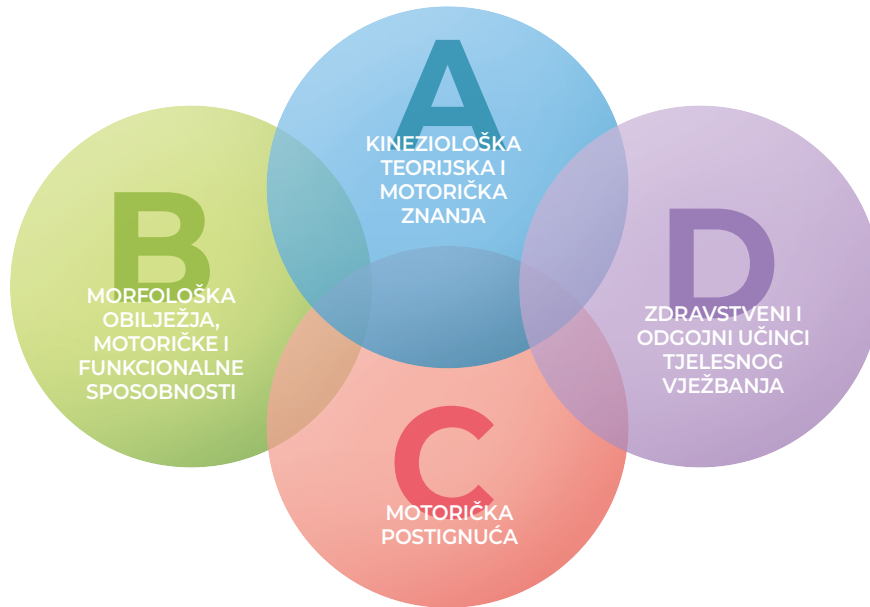 A
KINEZIOLOŠKA
TEORIJSKA I
MOTORIČKA
ZNANJA
B
MORFOLOŠKA
OBILJEŽJA,
MOTORIČKE I
FUNKCIONALNE
SPOSOBNOSTI
C
MOTORIČKA
POSTIGNUĆA
D
ZDRAVSTVENI I
ODGOJNI UČINCI
TJELESNOG
VJEŽBANJA